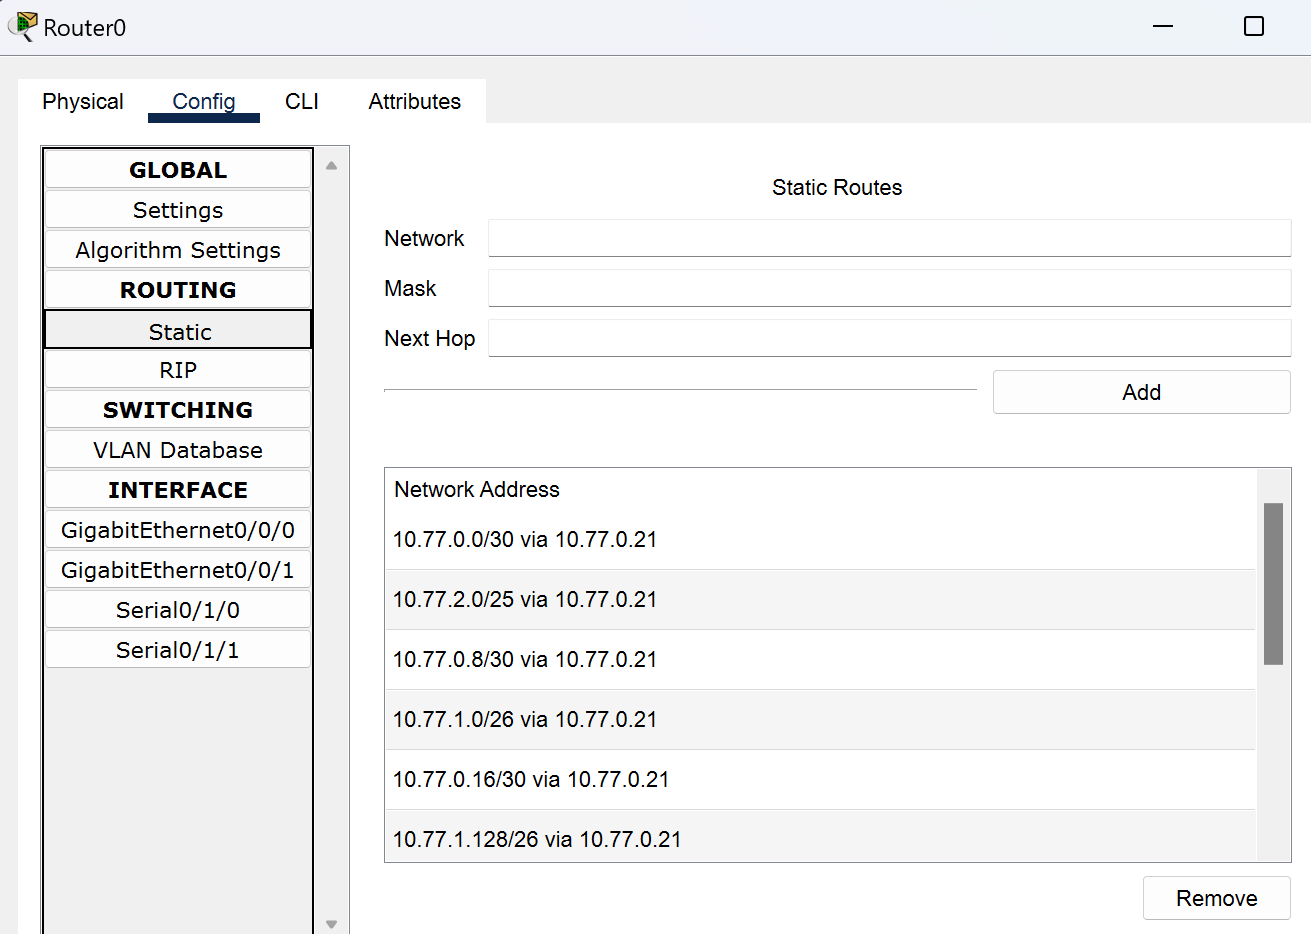 Router0
Physical Config CLI Attributes
GLOBAL
Settings
Algorithm Settings
ROUTING
Static
RIP
SWITCHING
VLAN Database
INTERFACE
GigabitEthernet0/0/0
GigabitEthernet0/0/1
Serial0/1/0
Serial0/1/1
Static Routes
Network
Mask
Next Hop
Add
Network Address
10.77.0.0/30 via 10.77.0.21
10.77.2.0/25 via 10.77.0.21
10.77.0.8/30 via 10.77.0.21
10.77.1.0/26 via 10.77.0.21
10.77.0.16/30 via 10.77.0.21
10.77.1.128/26 via 10.77.0.21
Remove